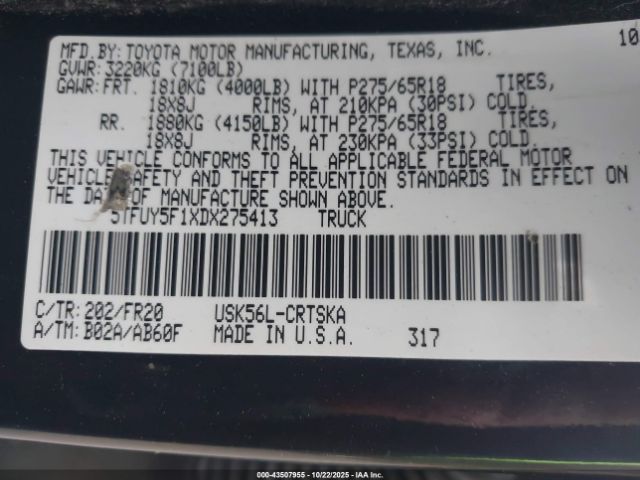 MFD. BY: TOYOTA MOTOR MANUFACTURING, TEXAS, INC. 10
GVWR: 3220KG (7100LB)
GAWR: FRT. 1810KG (4000LB) WITH P275/65R18 TIRES,
18X8J RIMS, AT 210KPA (30PSI) COLD.
RR. 1880KG (4150LB) WITH P275/65R18 TIRES,
18X8J RIMS, AT 230KPA (33PSI) COLD.
THIS VEHICLE CONFORMS TO ALL APPLICABLE FEDERAL MOTOR
VEHICLE SAFETY AND THEFT PREVENTION STANDARDS IN EFFECT ON
THE DATE OF MANUFACTURE SHOWN ABOVE.
5TFUY5F1XDX275413 TRUCK
C/TR: 202/FR20 USK56L-CRTSKA
A/TM: B02A/AB60F MADE IN U.S.A. 317
USA-43507955 - 10/22/2025 - IAAI.COM